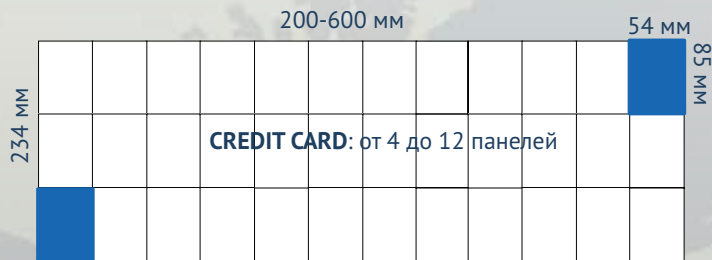 200-600 мм
54 мм
85 мм
234 мм
CREDIT CARD: от 4 до 12 панелей